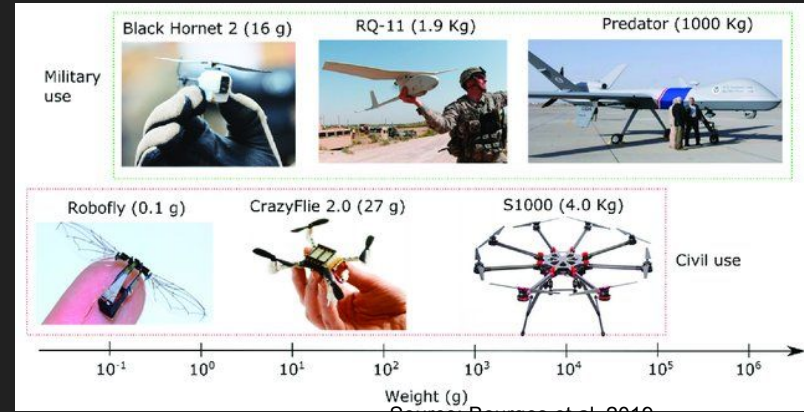 Black Hornet 2 (16 g)
RQ-11 (1.9 Kg)
Predator (1000 Kg)
Military
use
Robofly (0.1 g)
CrazyFlie 2.0 (27 g)
S1000 (4.0 Kg)
Civil use
10⁻¹ 10⁰ 10¹ 10² 10³ 10⁴ 10⁵ 10⁶
Weight (g)